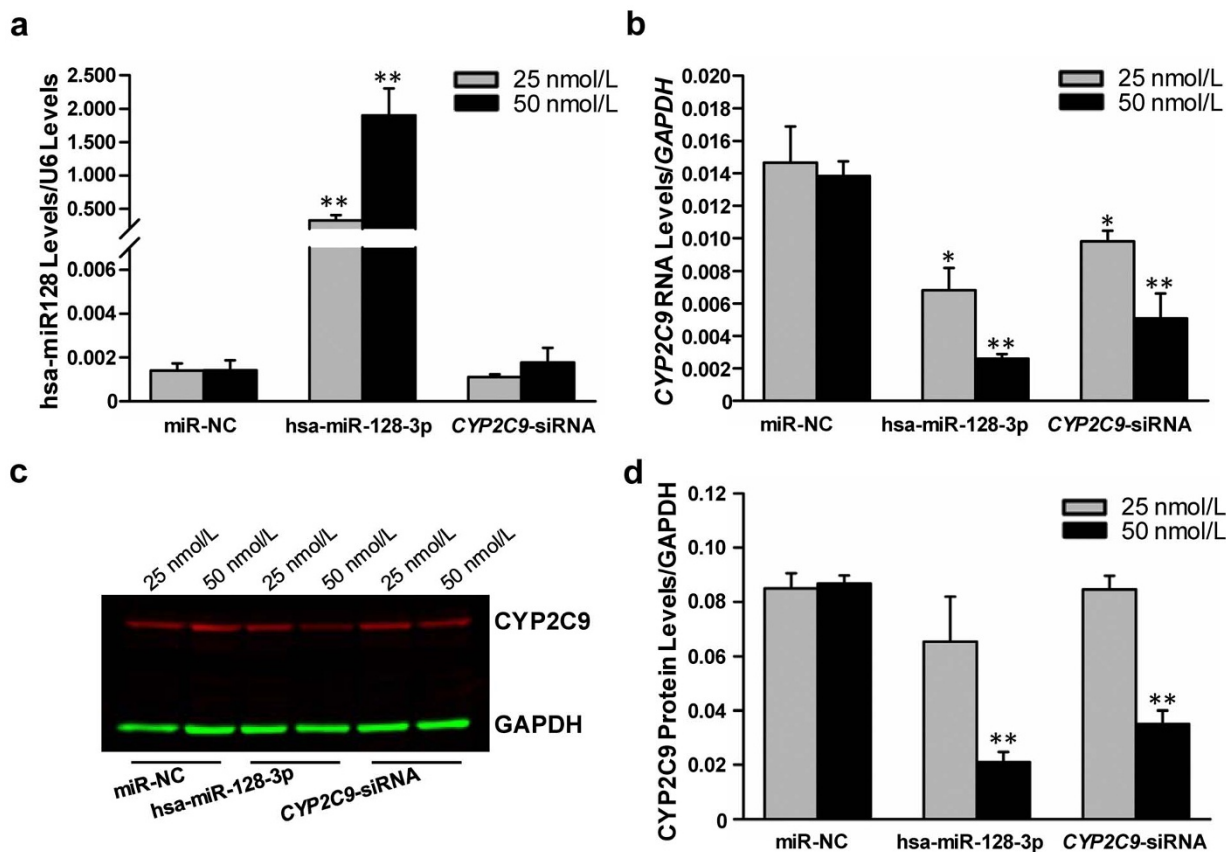 a
hsa-miR128 Levels/U6 Levels
2.500
2.000
1.500
1.000
0.500
0.006
0.004
0.002
0
**
**
25 nmol/L
50 nmol/L
miR-NC
hsa-miR-128-3p
CYP2C9-siRNA
b
CYP2C9 RNA Levels/GAPDH
0.020
0.018
0.016
0.014
0.012
0.010
0.008
0.006
0.004
0.002
0.000
*
**
*
**
25 nmol/L
50 nmol/L
miR-NC
hsa-miR-128-3p
CYP2C9-siRNA
c
25 nmol/L
50 nmol/L
25 nmol/L
50 nmol/L
25 nmol/L
50 nmol/L
CYP2C9
GAPDH
miR-NC
hsa-miR-128-3p
CYP2C9-siRNA
d
CYP2C9 Protein Levels/GAPDH
0.12
0.10
0.08
0.06
0.04
0.02
0.00
**
**
25 nmol/L
50 nmol/L
miR-NC
hsa-miR-128-3p
CYP2C9-siRNA